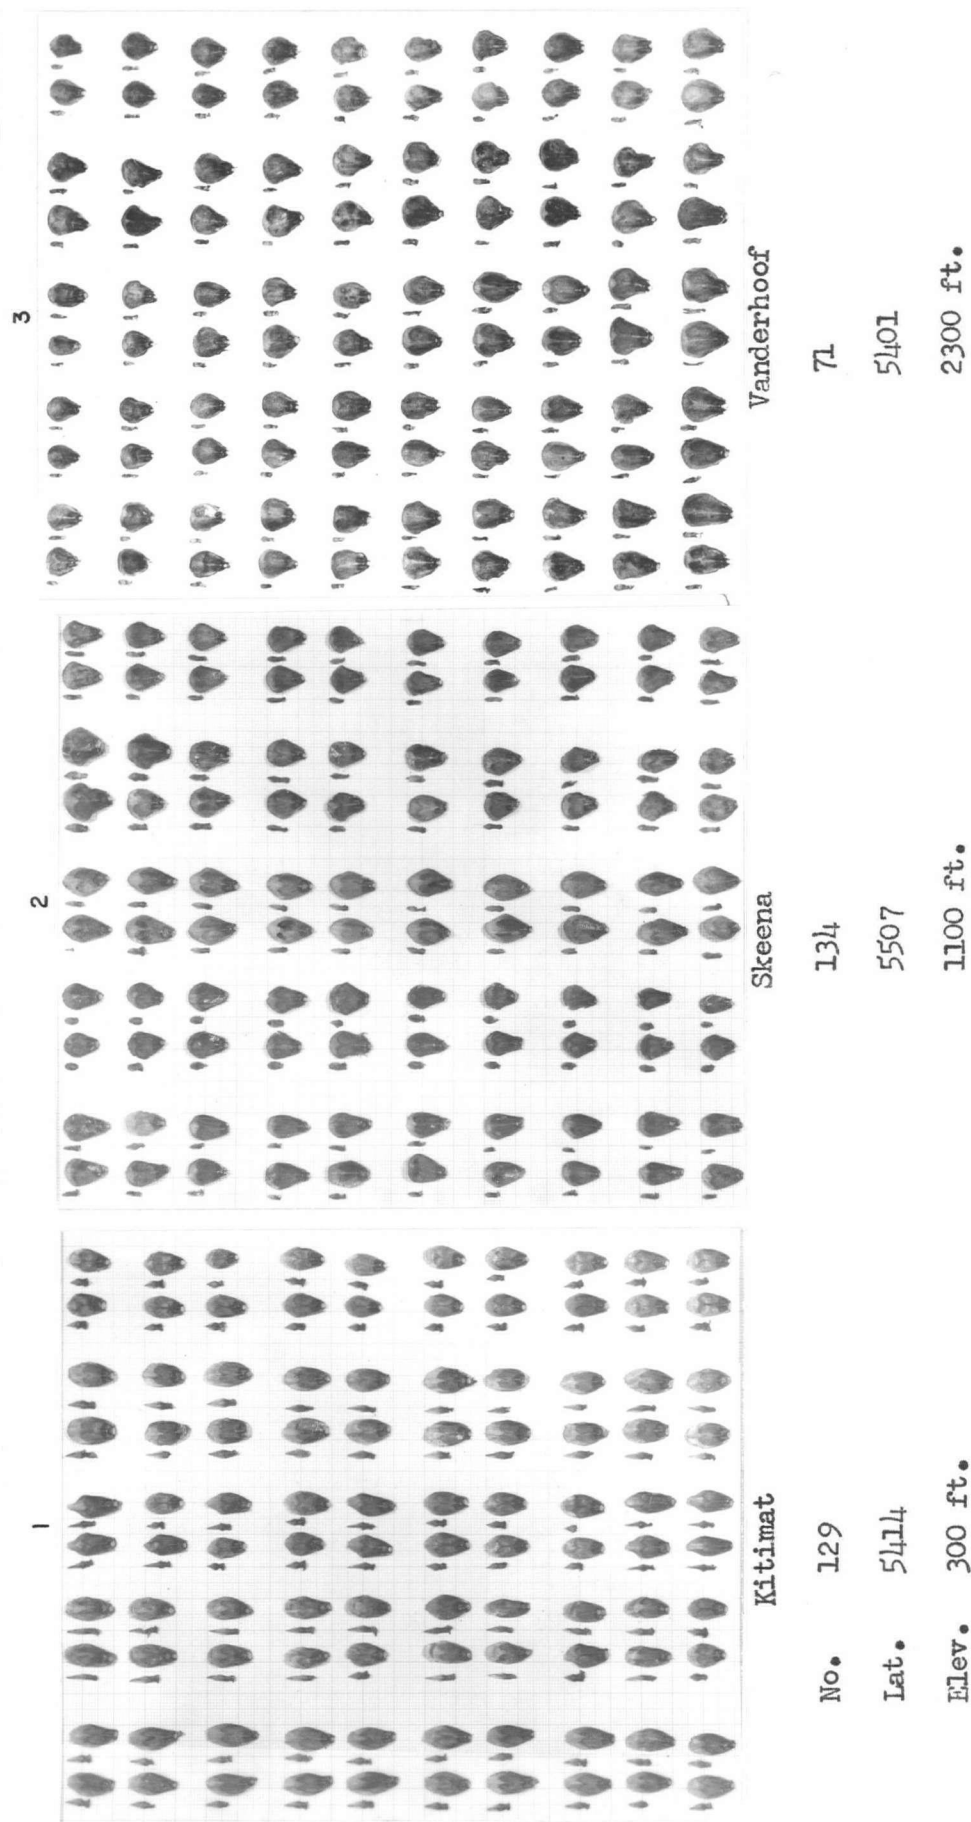 1 2 3
Kitimat Skeena Vanderhoof
No. 129 134 71
Lat. 5414 5507 5401
Elev. 300 ft. 1100 ft. 2300 ft.